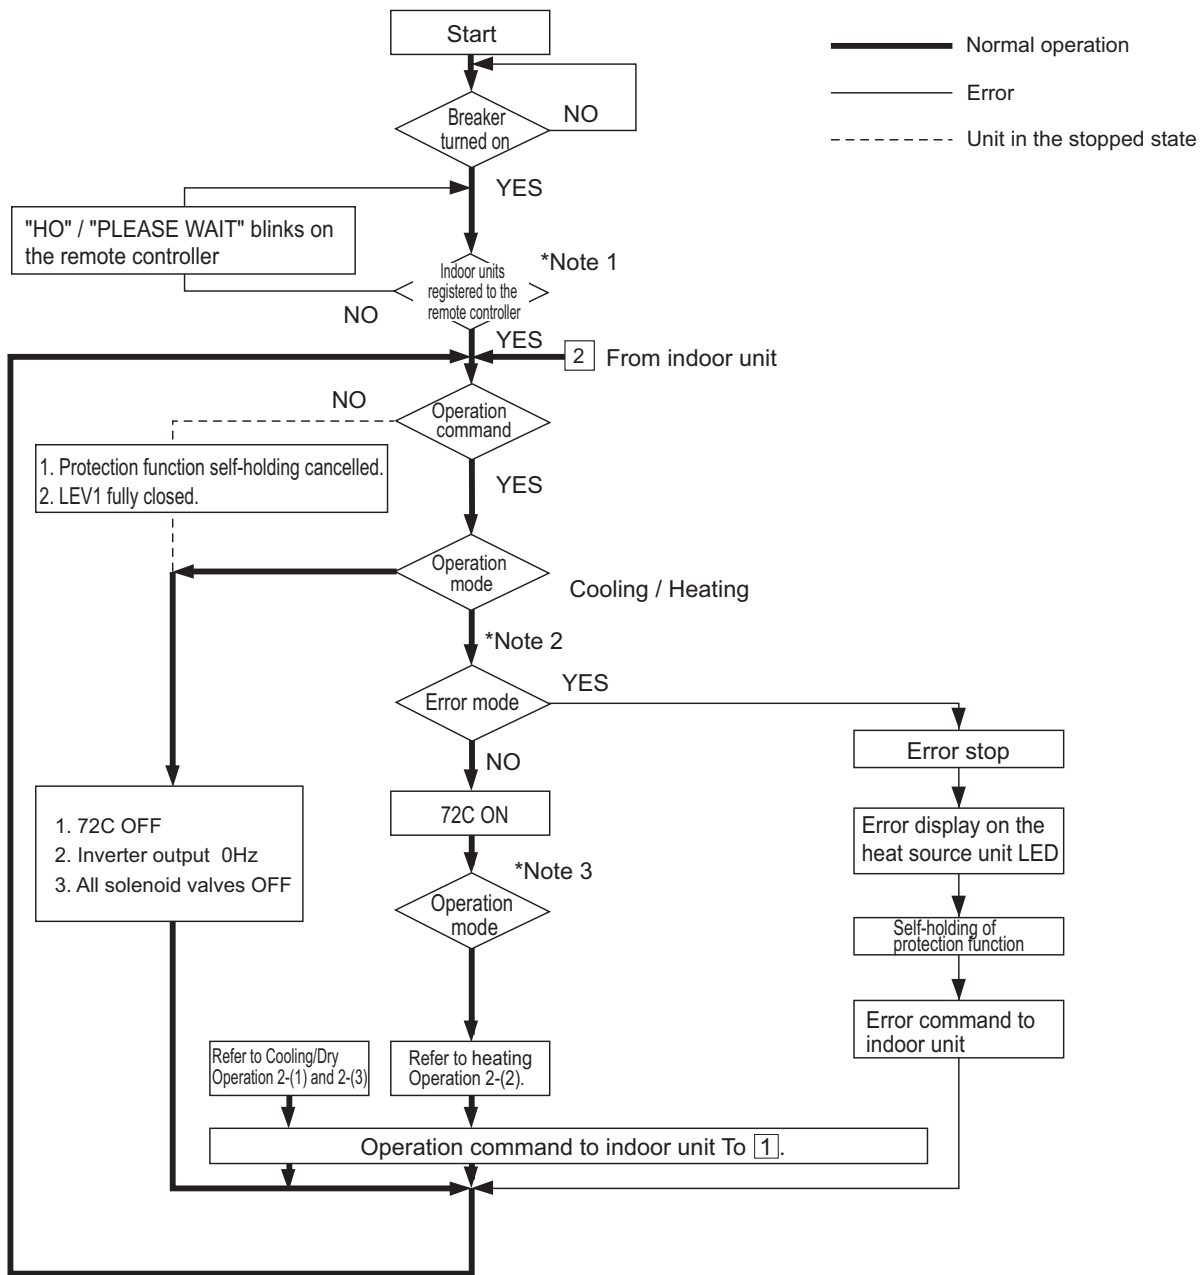 Start
Normal operation
Error
Unit in the stopped state
Breaker
turned on
NO
YES
"HO" / "PLEASE WAIT" blinks on
the remote controller
*Note 1
Indoor units
registered to the
remote controller
NO
YES
2 From indoor unit
NO
Operation
command
1. Protection function self-holding cancelled.
2. LEV1 fully closed.
YES
Operation
mode
Cooling / Heating
*Note 2
Error mode
YES
NO
Error stop
72C ON
1. 72C OFF
2. Inverter output 0Hz
3. All solenoid valves OFF
Error display on the
heat source unit LED
*Note 3
Operation
mode
Self-holding of
protection function
Error command to
indoor unit
Refer to Cooling/Dry
Operation 2-(1) and 2-(3)
Refer to heating
Operation 2-(2).
Operation command to indoor unit To 1.